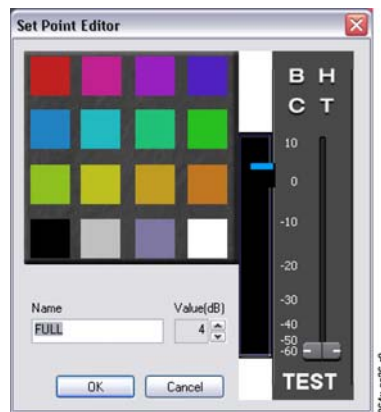 Set Point Editor
B H
C T
10
0
-10
-20
-30
-40
-50
-60
Name
Value(dB)
FULL
4
OK
Cancel
TEST